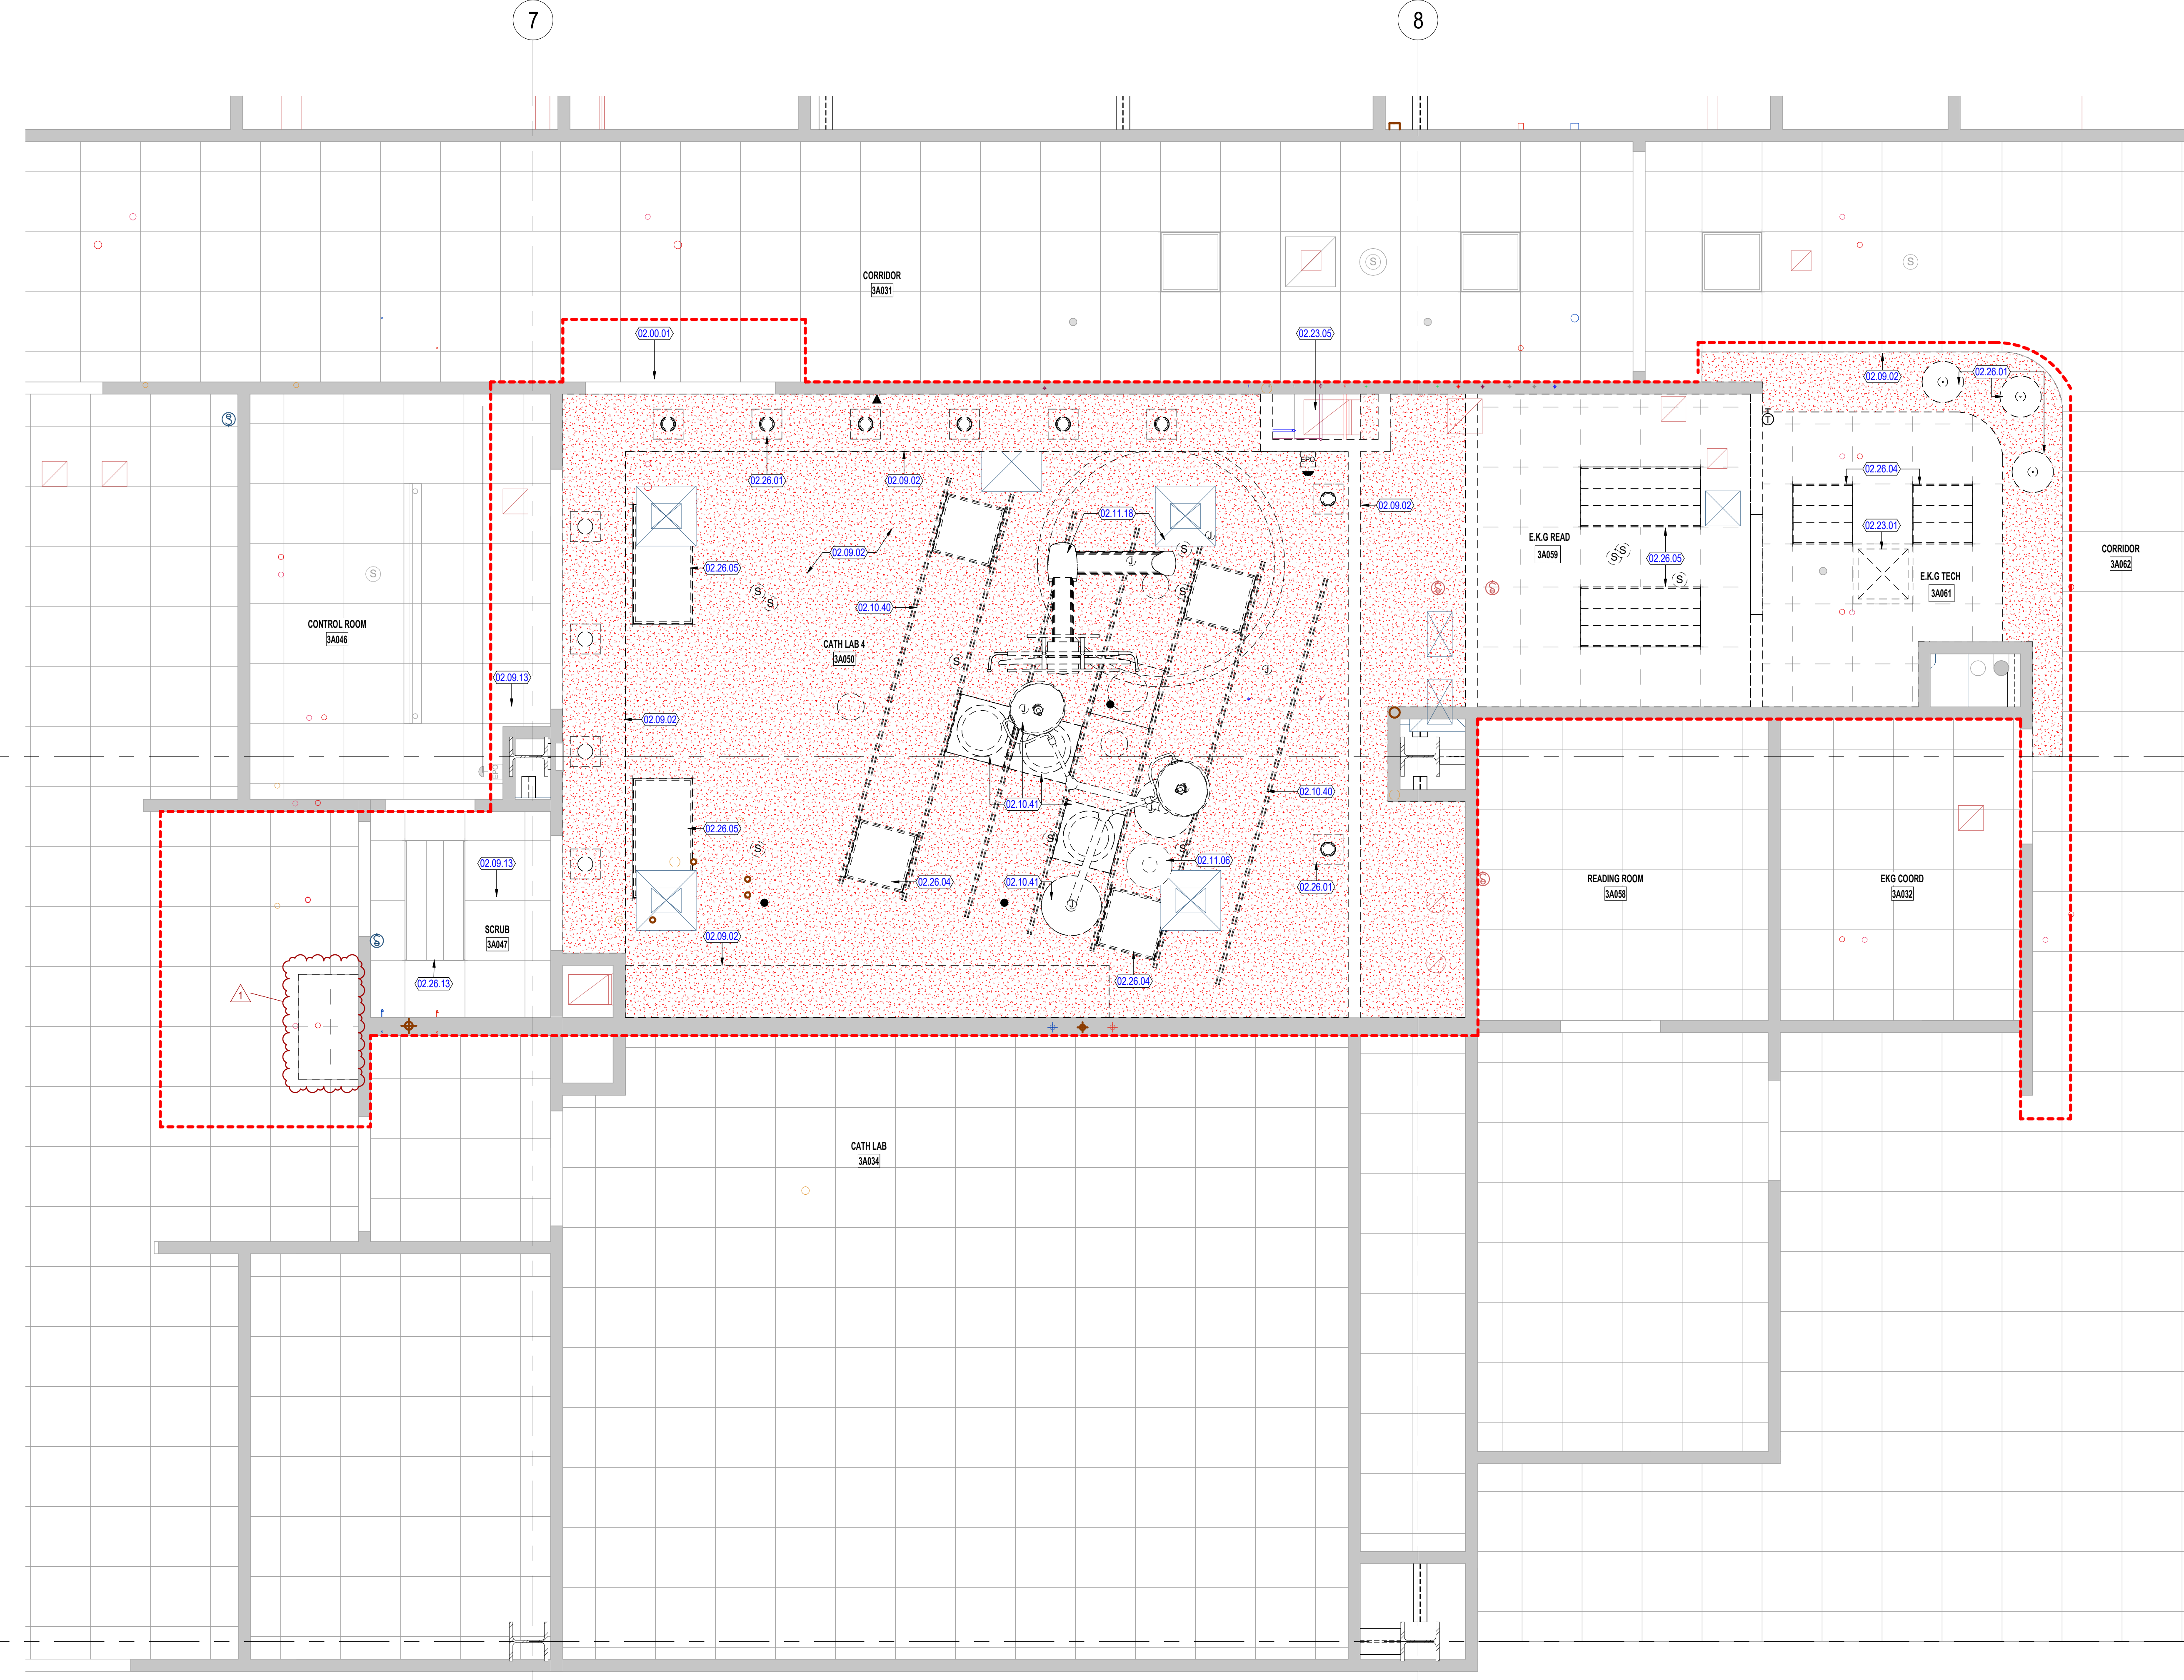 7
8
CORRIDOR
3A031
S
S
02.00.01
02.23.05
02.09.02
02.26.01
S
T
02.26.01
02.09.02
EPO
02.26.04
02.11.18
02.09.02
02.23.01
J
E.K.G READ
3A059
S
S
S
02.09.02
02.26.05
CORRIDOR
3A062
02.26.05
J
S
E.K.G TECH
3A061
S
S
S
S
S
S
S
02.10.40
CONTROL ROOM
3A046
CATH LAB 4
3A050
S
J
02.09.13
J
02.09.02
EPO
02.10.41
J
02.10.40
02.26.05
S
S
S
02.11.06
02.09.13
02.26.04
02.10.41
02.26.01
S
READING ROOM
3A058
EKG COORD
3A032
J
SCRUB
3A047
S
02.09.02
02.26.13
02.26.04
1
CATH LAB
3A034